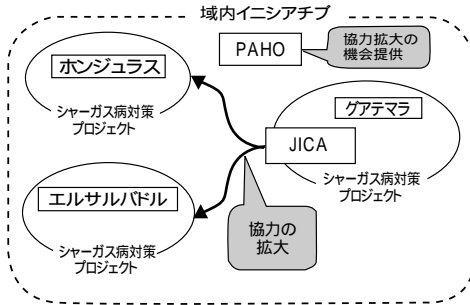 域内イニシアチブ
PAHO
協力拡大の
機会提供
ホンジュラス
シャーガス病対策
プロジェクト
グアテマラ
JICA
シャーガス病対策
プロジェクト
エルサルバドル
シャーガス病対策
プロジェクト
協力の
拡大